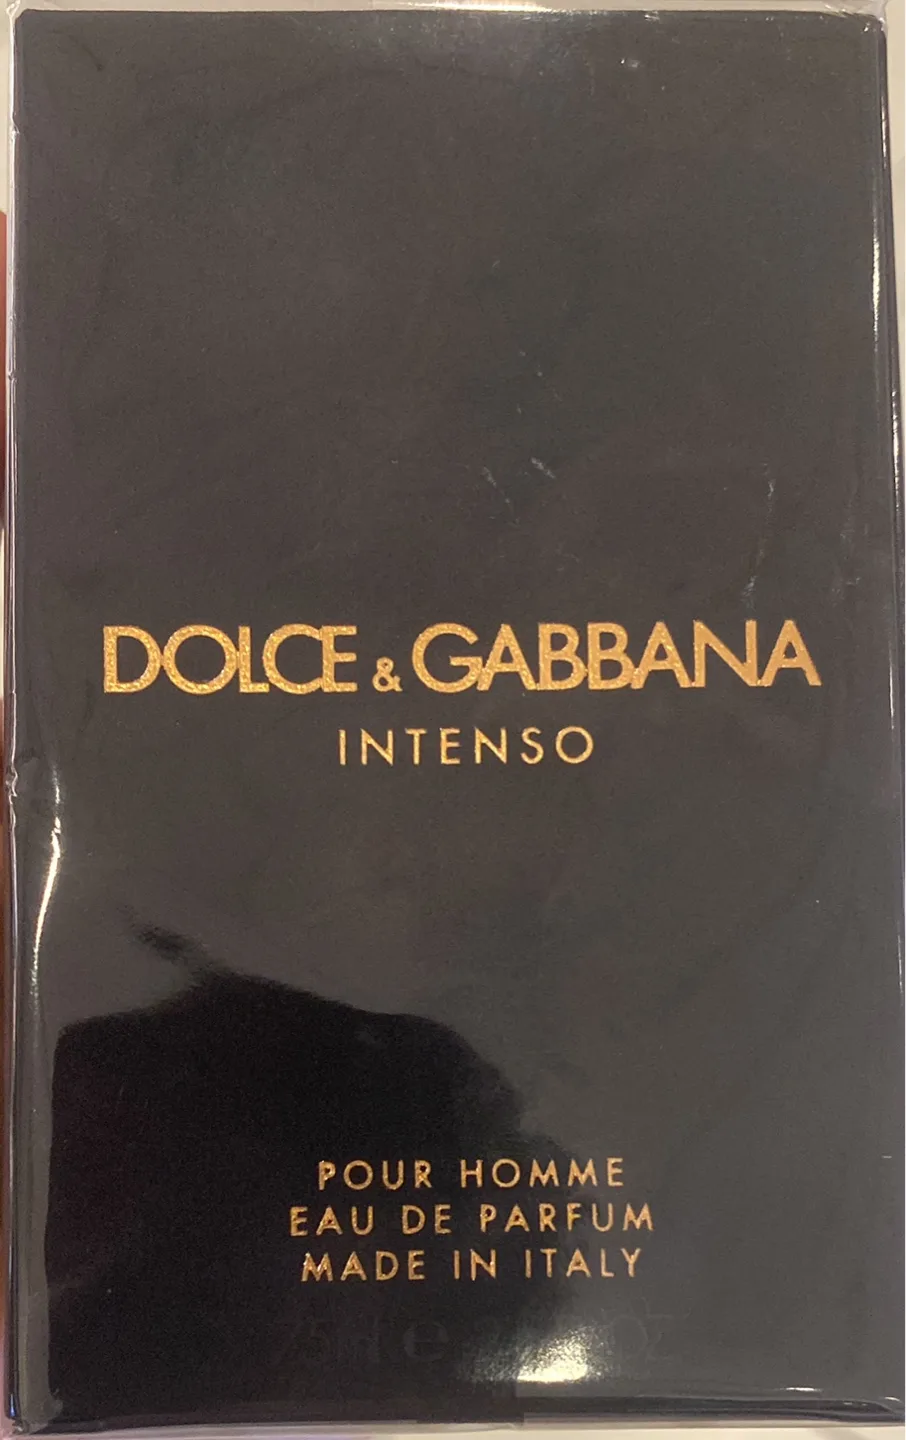 DOLCE & GABBANA
INTENSO
POUR HOMME
EAU DE PARFUM
MADE IN ITALY